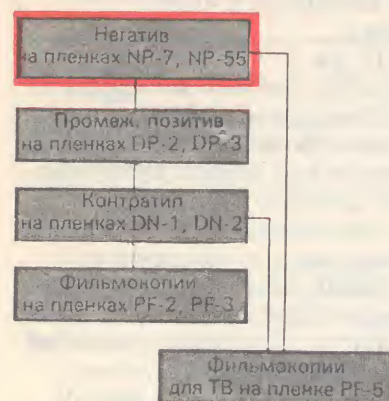 Негатив
на пленках NP-7, NP-55
Промеж. позитив
на пленках DP-2, DP-3
Контратип
на пленках DN-1, DN-2
Фильмокопии
на пленках PF-2, PF-3
Фильмокопии
для ТВ на пленке PF-5